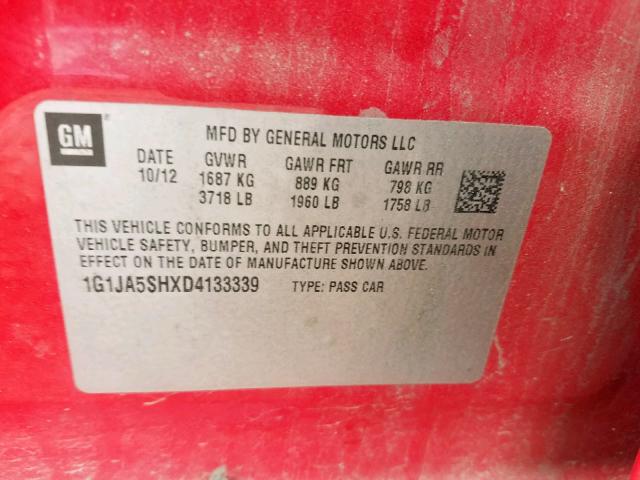 GM
MFD BY GENERAL MOTORS LLC
DATE GVWR GAWR FRT GAWR RR
10/12 1687 KG 889 KG 798 KG
3718 LB 1960 LB 1758 LB
THIS VEHICLE CONFORMS TO ALL APPLICABLE U.S. FEDERAL MOTOR
VEHICLE SAFETY, BUMPER, AND THEFT PREVENTION STANDARDS IN
EFFECT ON THE DATE OF MANUFACTURE SHOWN ABOVE.
1G1JA5SHXD4133339 TYPE: PASS CAR